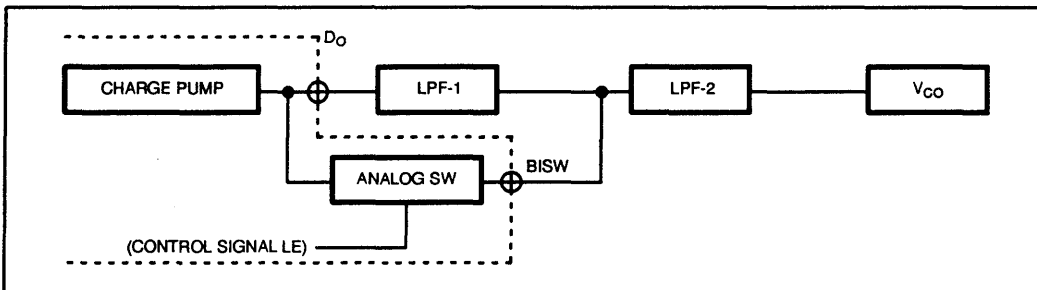 DO
CHARGE PUMP
LPF-1
LPF-2
VCO
ANALOG SW
BISW
(CONTROL SIGNAL LE)